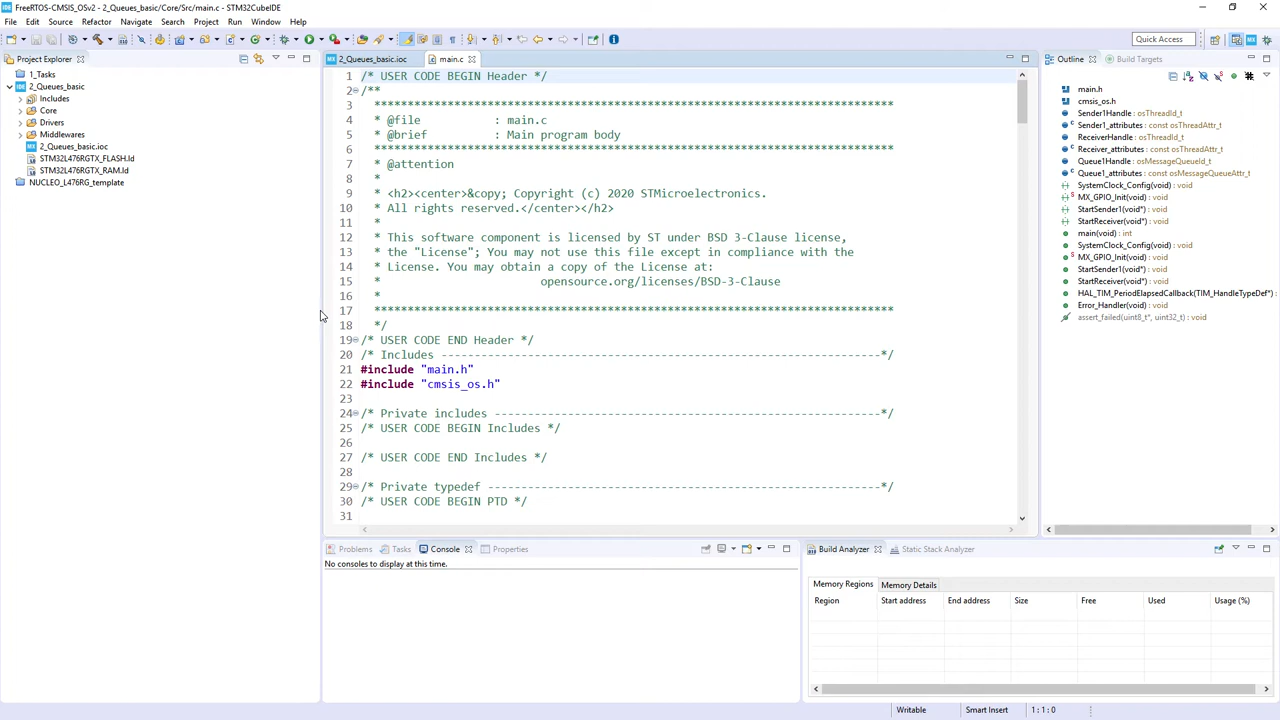 FreeRTOS-CMSIS_OSv2 - 2_Queues_basic/Core/Src/main.c - STM32CubeIDE
File Edit Source Refactor Navigate Search Project Run Window Help
Quick Access
Project Explorer
1_Tasks
2_Queues_basic
Includes
Core
Drivers
Middlewares
2_Queues_basic.ioc
STM32L476RGTX_FLASH.ld
STM32L476RGTX_RAM.ld
NUCLEO_L476RG_template
2_Queues_basic.ioc
main.c
1 /* USER CODE BEGIN Header */
2 /**
3 ******************************************************************************
4 * @file : main.c
5 * @brief : Main program body
6 ******************************************************************************
7 * @attention
8 *
9 * <h2><center>&copy; Copyright (c) 2020 STMicroelectronics.
10 * All rights reserved.</center></h2>
11 *
12 * This software component is licensed by ST under BSD 3-Clause license,
13 * the "License"; You may not use this file except in compliance with the
14 * License. You may obtain a copy of the License at:
15 * opensource.org/licenses/BSD-3-Clause
16 *
17 ******************************************************************************
18 */
19 /* USER CODE END Header */
20 /* Includes ------------------------------------------------------------------*/
21 #include "main.h"
22 #include "cmsis_os.h"
23
24 /* Private includes ----------------------------------------------------------*/
25 /* USER CODE BEGIN Includes */
26
27 /* USER CODE END Includes */
28
29 /* Private typedef -----------------------------------------------------------*/
30 /* USER CODE BEGIN PTD */
31
Outline
Build Targets
main.h
cmsis_os.h
Sender1Handle : osThreadId_t
Sender1_attributes : const osThreadAttr_t
ReceiverHandle : osThreadId_t
Receiver_attributes : const osThreadAttr_t
Queue1Handle : osMessageQueueId_t
Queue1_attributes : const osMessageQueueAttr_t
SystemClock_Config(void) : void
MX_GPIO_Init(void) : void
StartSender1(void*) : void
StartReceiver(void*) : void
main(void) : int
SystemClock_Config(void) : void
MX_GPIO_Init(void) : void
StartSender1(void*) : void
StartReceiver(void*) : void
HAL_TIM_PeriodElapsedCallback(TIM_HandleTypeDef*) :
Error_Handler(void) : void
assert_failed(uint8_t*, uint32_t) : void
Problems Tasks Console Properties
No consoles to display at this time.
Build Analyzer Static Stack Analyzer
Memory Regions Memory Details
Region Start address End address Size Free Used Usage (%)
Writable Smart Insert 1 : 1 : 0